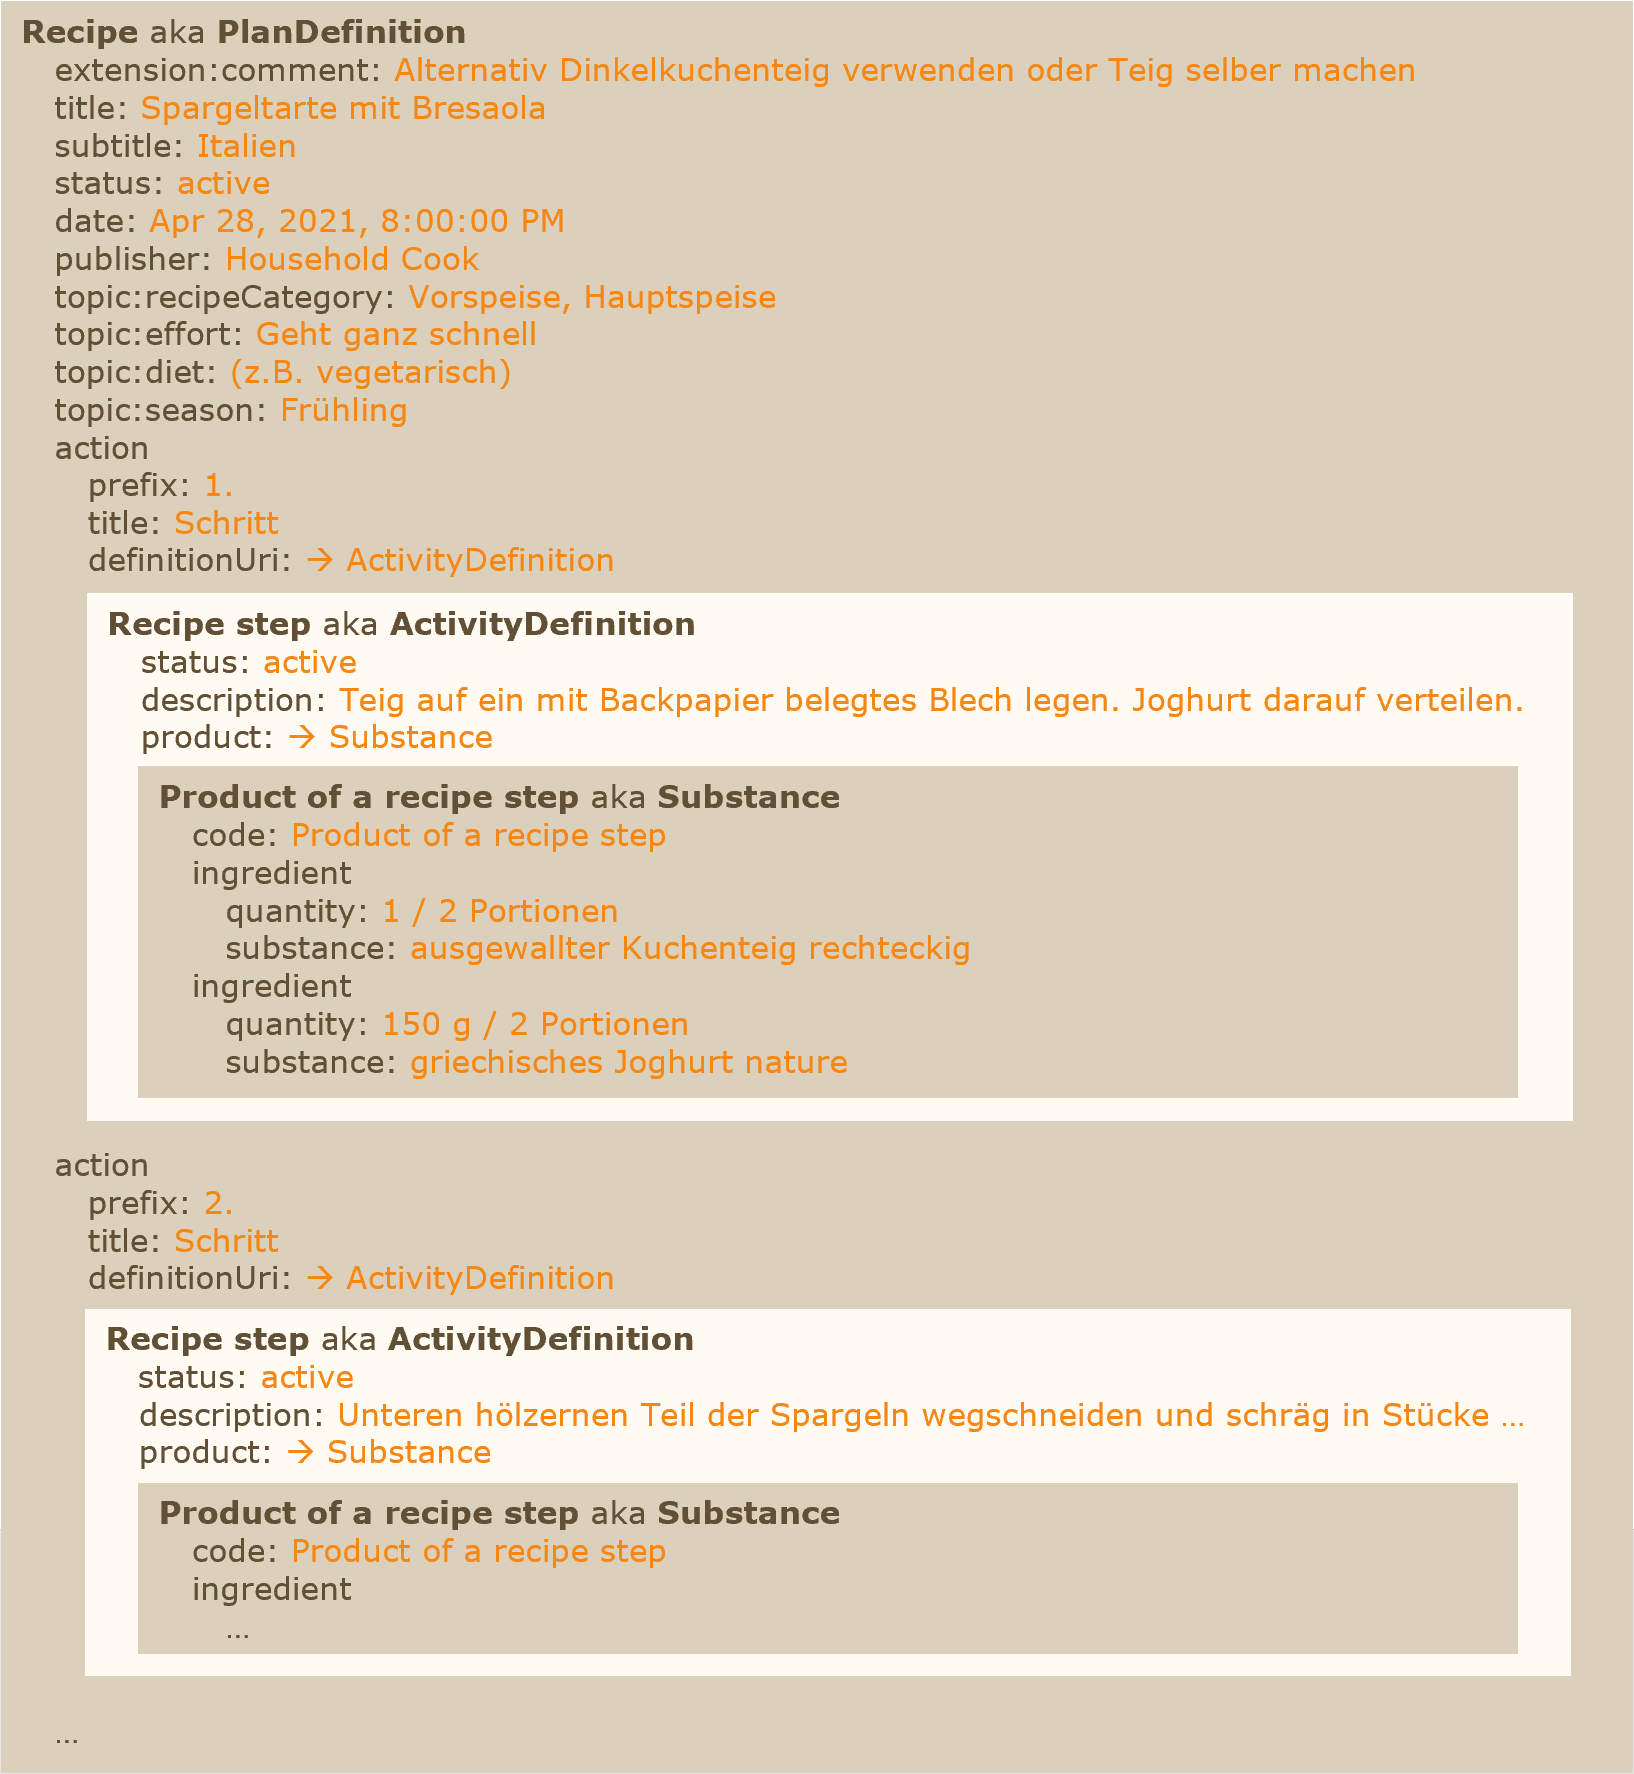 Recipe aka PlanDefinition
extension:comment: Alternativ Dinkelkuchenteig verwenden oder Teig selber machen
title: Spargeltarte mit Bresaola
subtitle: Italien
status: active
date: Apr 28, 2021, 8:00:00 PM
publisher: Household Cook
topic:recipeCategory: Vorspeise, Hauptspeise
topic:effort: Geht ganz schnell
topic:diet: (z.B. vegetarisch)
topic:season: Frühling
action
prefix: 1.
title: Schritt
definitionUri: → ActivityDefinition
Recipe step aka ActivityDefinition
status: active
description: Teig auf ein mit Backpapier belegtes Blech legen. Joghurt darauf verteilen.
product: → Substance
Product of a recipe step aka Substance
code: Product of a recipe step
ingredient
quantity: 1 / 2 Portionen
substance: ausgewallter Kuchenteig rechteckig
ingredient
quantity: 150 g / 2 Portionen
substance: griechisches Joghurt nature
action
prefix: 2.
title: Schritt
definitionUri: → ActivityDefinition
Recipe step aka ActivityDefinition
status: active
description: Unteren hölzernen Teil der Spargeln wegschneiden und schräg in Stücke …
product: → Substance
Product of a recipe step aka Substance
code: Product of a recipe step
ingredient
…
…